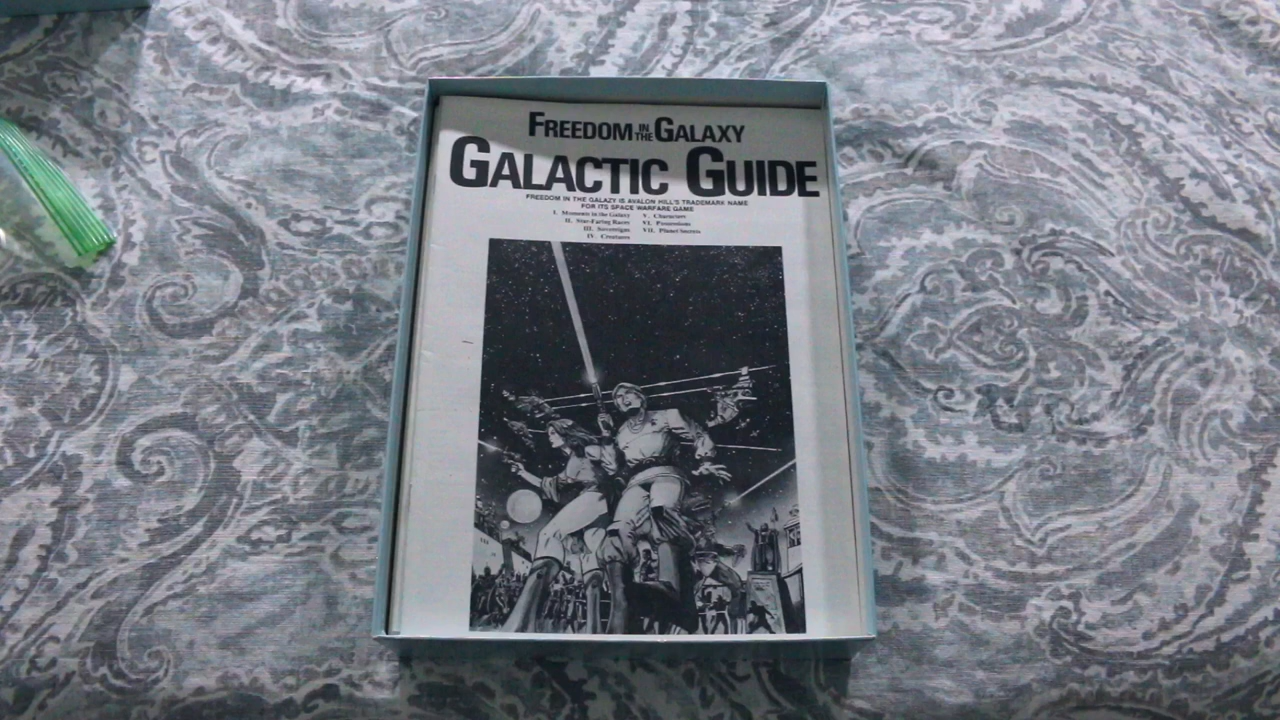 FREEDOM IN THE GALAXY
GALACTIC GUIDE
FREEDOM IN THE GALAXY IS AVALON HILL'S TRADEMARK NAME
FOR ITS SPACE WARFARE GAME
I. Moments in the Galaxy V. Characters
II. Star-Faring Races VI. Possessions
III. Sovereigns VII. Planet Secrets
IV. Creatures